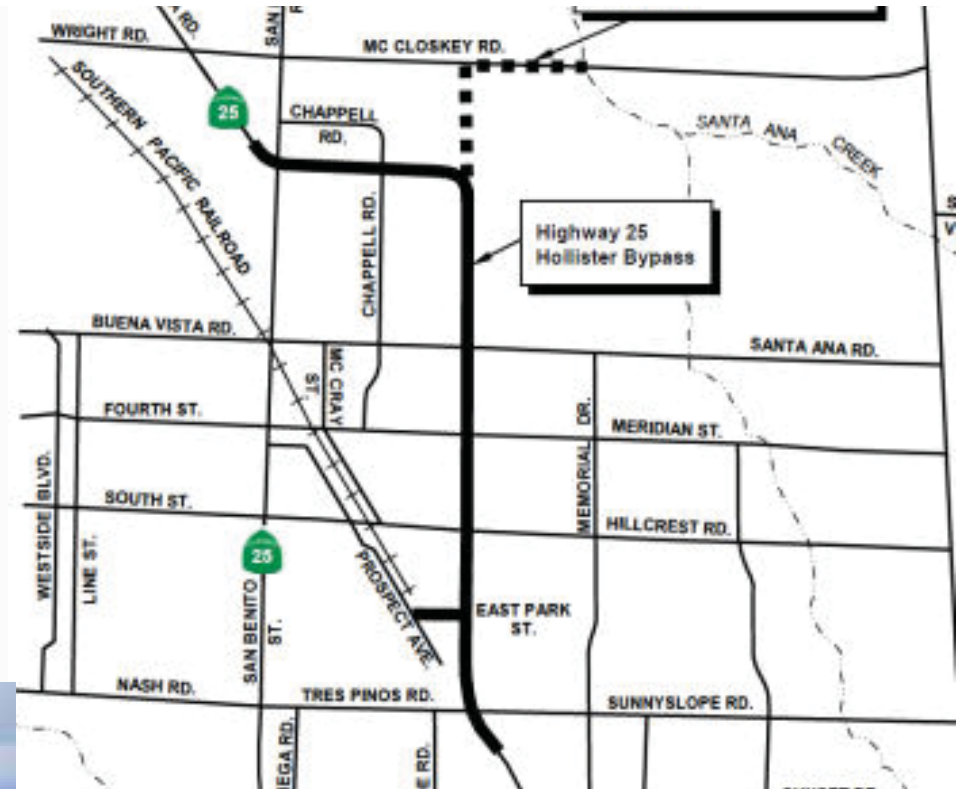 RD.
SAN
WRIGHT RD.
MC CLOSKEY RD.
SOUTHERN PACIFIC RAILROAD
25
CHAPPELL
RD.
SANTA ANA CREEK
CHAPPELL RD.
Highway 25
Hollister Bypass
BUENA VISTA RD.
SANTA ANA RD.
MC CRAY
ST.
FOURTH ST.
MEMORIAL DR.
MERIDIAN ST.
WESTSIDE BLVD.
LINE ST.
SOUTH ST.
HILLCREST RD.
25
PROSPECT AVE.
SAN BENITO
ST.
EAST PARK
ST.
NASH RD.
TRES PINOS RD.
SUNNYSLOPE RD.
RD.
RD.